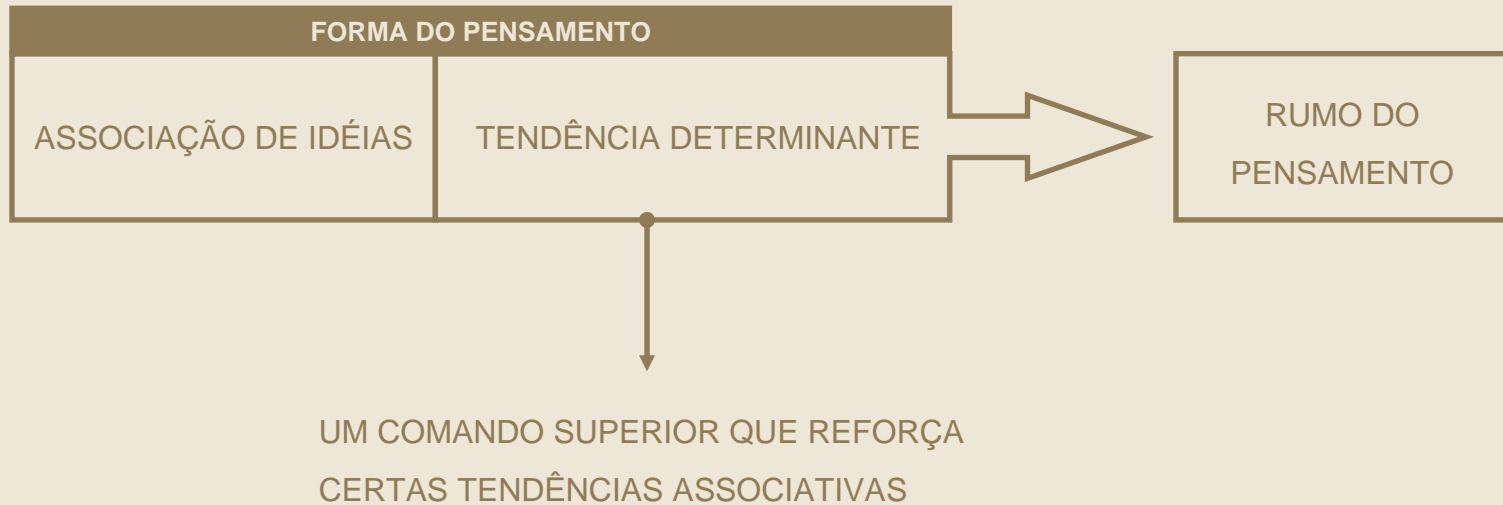 FORMA DO PENSAMENTO
ASSOCIAÇÃO DE IDÉIAS
TENDÊNCIA DETERMINANTE
RUMO DO
PENSAMENTO
UM COMANDO SUPERIOR QUE REFORÇA
CERTAS TENDÊNCIAS ASSOCIATIVAS